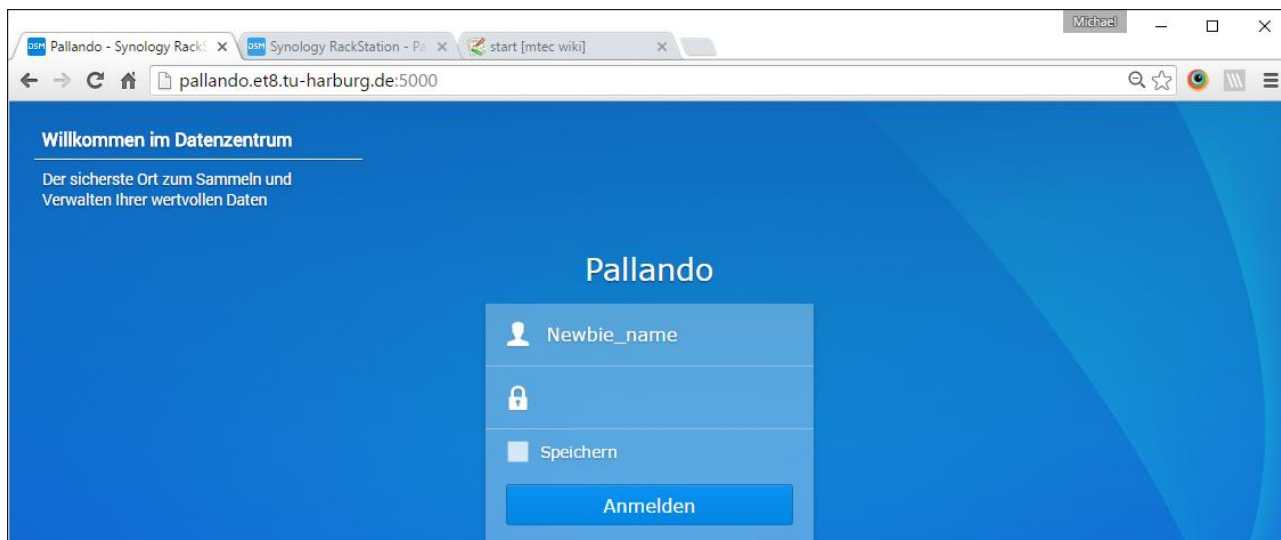 Michael
Pallando - Synology RackS
Synology RackStation - Pa
start [mtec wiki]
pallando.et8.tu-harburg.de:5000
Willkommen im Datenzentrum
Der sicherste Ort zum Sammeln und
Verwalten Ihrer wertvollen Daten
Pallando
Newbie_name
Speichern
Anmelden